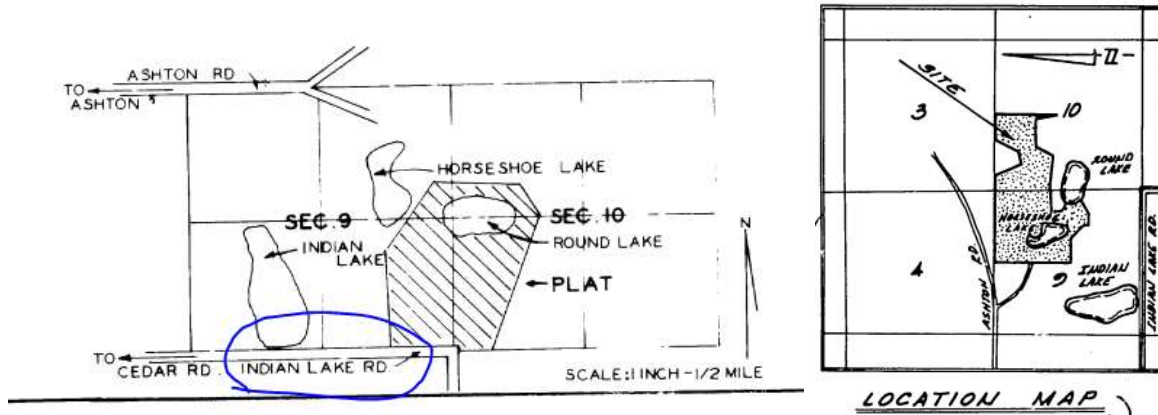 ASHTON RD
TO
ASHTON
HORSESHOE LAKE
SEC. 9
SEC. 10
INDIAN
LAKE
ROUND LAKE
N
PLAT
TO
CEDAR RD. INDIAN LAKE RD.
SCALE: 1 INCH - 1/2 MILE
SITE
3
10
ROUND
LAKE
HORSESHOE
LAKE
ASHTON RD.
4
9
INDIAN
LAKE
INDIAN LAKE RD.
LOCATION MAP